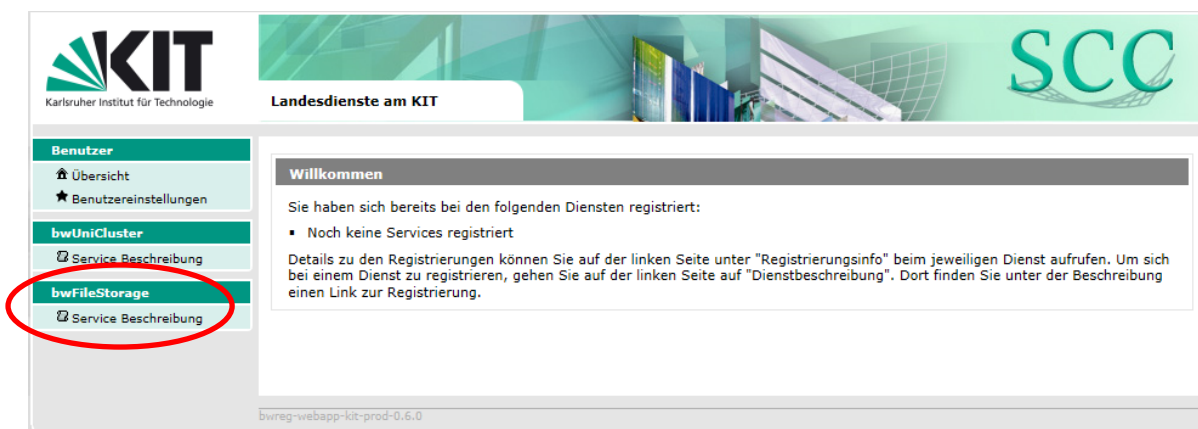 KIT
Karlsruher Institut für Technologie
Landesdienste am KIT
SCC
Benutzer
Übersicht
Benutzereinstellungen
bwUniCluster
Service Beschreibung
bwFileStorage
Service Beschreibung
Willkommen
Sie haben sich bereits bei den folgenden Diensten registriert:
Noch keine Services registriert
Details zu den Registrierungen können Sie auf der linken Seite unter "Registrierungsinfo" beim jeweiligen Dienst aufrufen. Um sich
bei einem Dienst zu registrieren, gehen Sie auf der linken Seite auf "Dienstbeschreibung". Dort finden Sie unter der Beschreibung
einen Link zur Registrierung.
bwreg-webapp-kit-prod-0.6.0